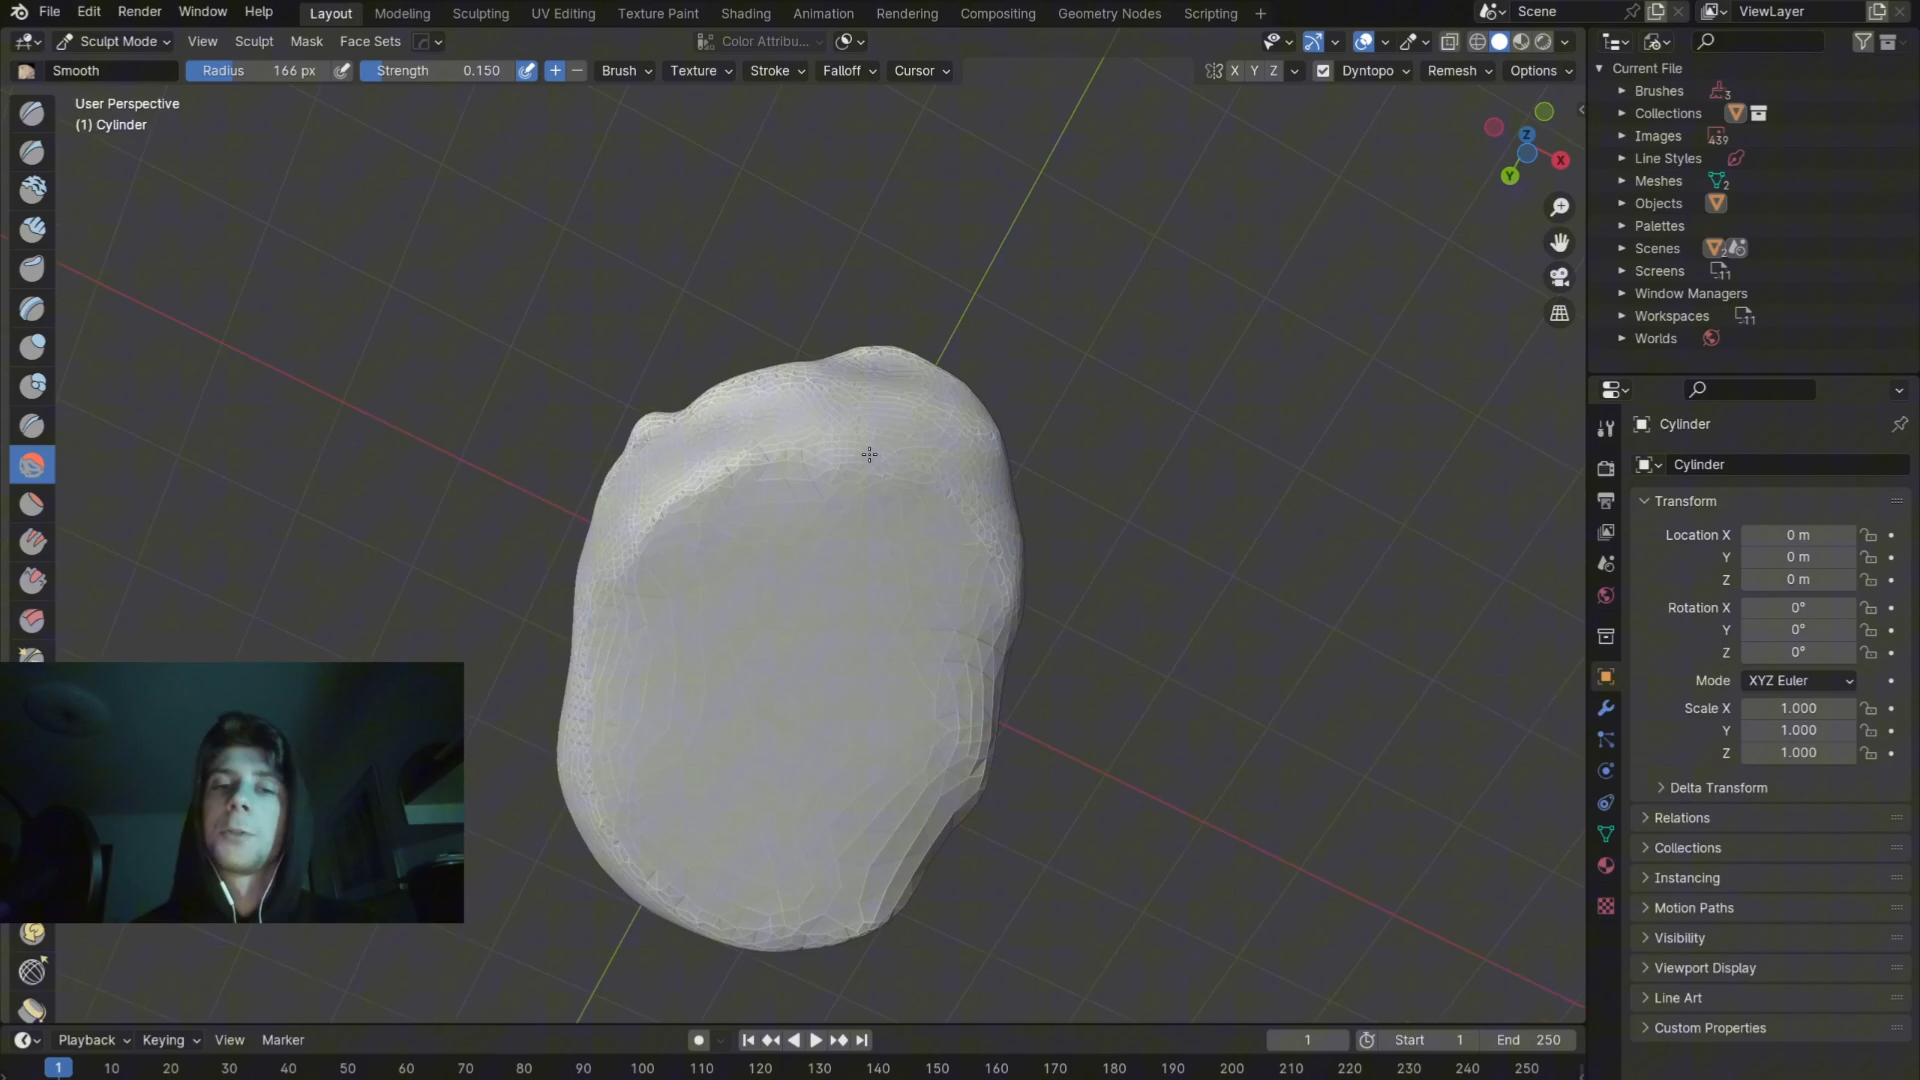 File Edit Render Window Help Layout Modeling Sculpting UV Editing Texture Paint Shading Animation Rendering Compositing Geometry Nodes Scripting + Scene ViewLayer
Sculpt Mode View Sculpt Mask Face Sets Color Attribu...
Smooth Radius 166 px Strength 0.150 + − Brush Texture Stroke Falloff Cursor X Y Z Dyntopo Remesh Options
User Perspective
(1) Cylinder
Z
X
Y
Current File
Brushes 3
Collections
Images 439
Line Styles
Meshes 2
Objects
Palettes
Scenes 2
Screens 11
Window Managers
Workspaces 11
Worlds
Cylinder
Cylinder
Transform
Location X 0 m
Y 0 m
Z 0 m
Rotation X 0°
Y 0°
Z 0°
Mode XYZ Euler
Scale X 1.000
Y 1.000
Z 1.000
Delta Transform
Relations
Collections
Instancing
Motion Paths
Visibility
Viewport Display
Line Art
Custom Properties
Playback Keying View Marker 1 Start 1 End 250
1 10 20 30 40 50 60 70 80 90 100 110 120 130 140 150 160 170 180 190 200 210 220 230 240 250